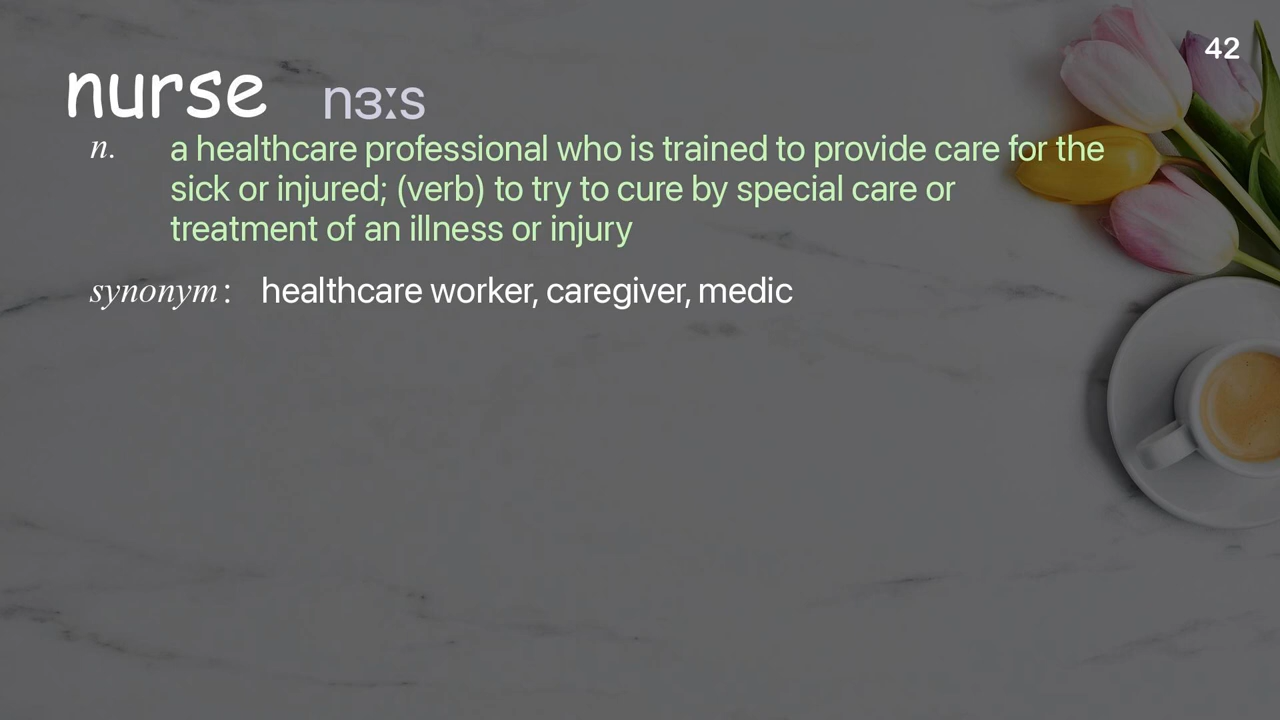 42
nurse nɜːs
n. a healthcare professional who is trained to provide care for the
sick or injured; (verb) to try to cure by special care or
treatment of an illness or injury
synonym: healthcare worker, caregiver, medic